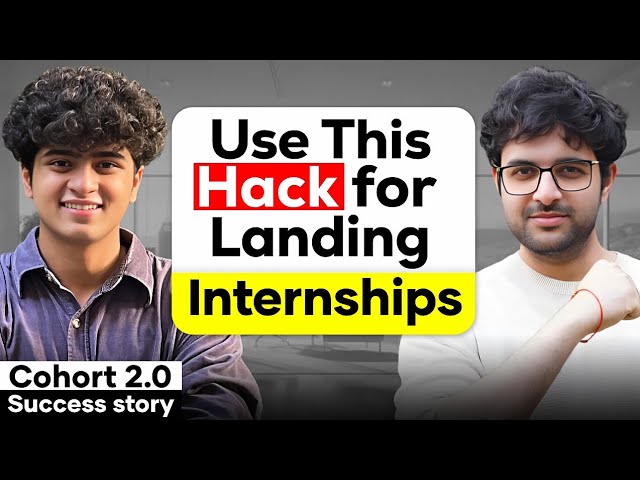 Use This
Hack for
Landing
Internships
Cohort 2.0
Success story